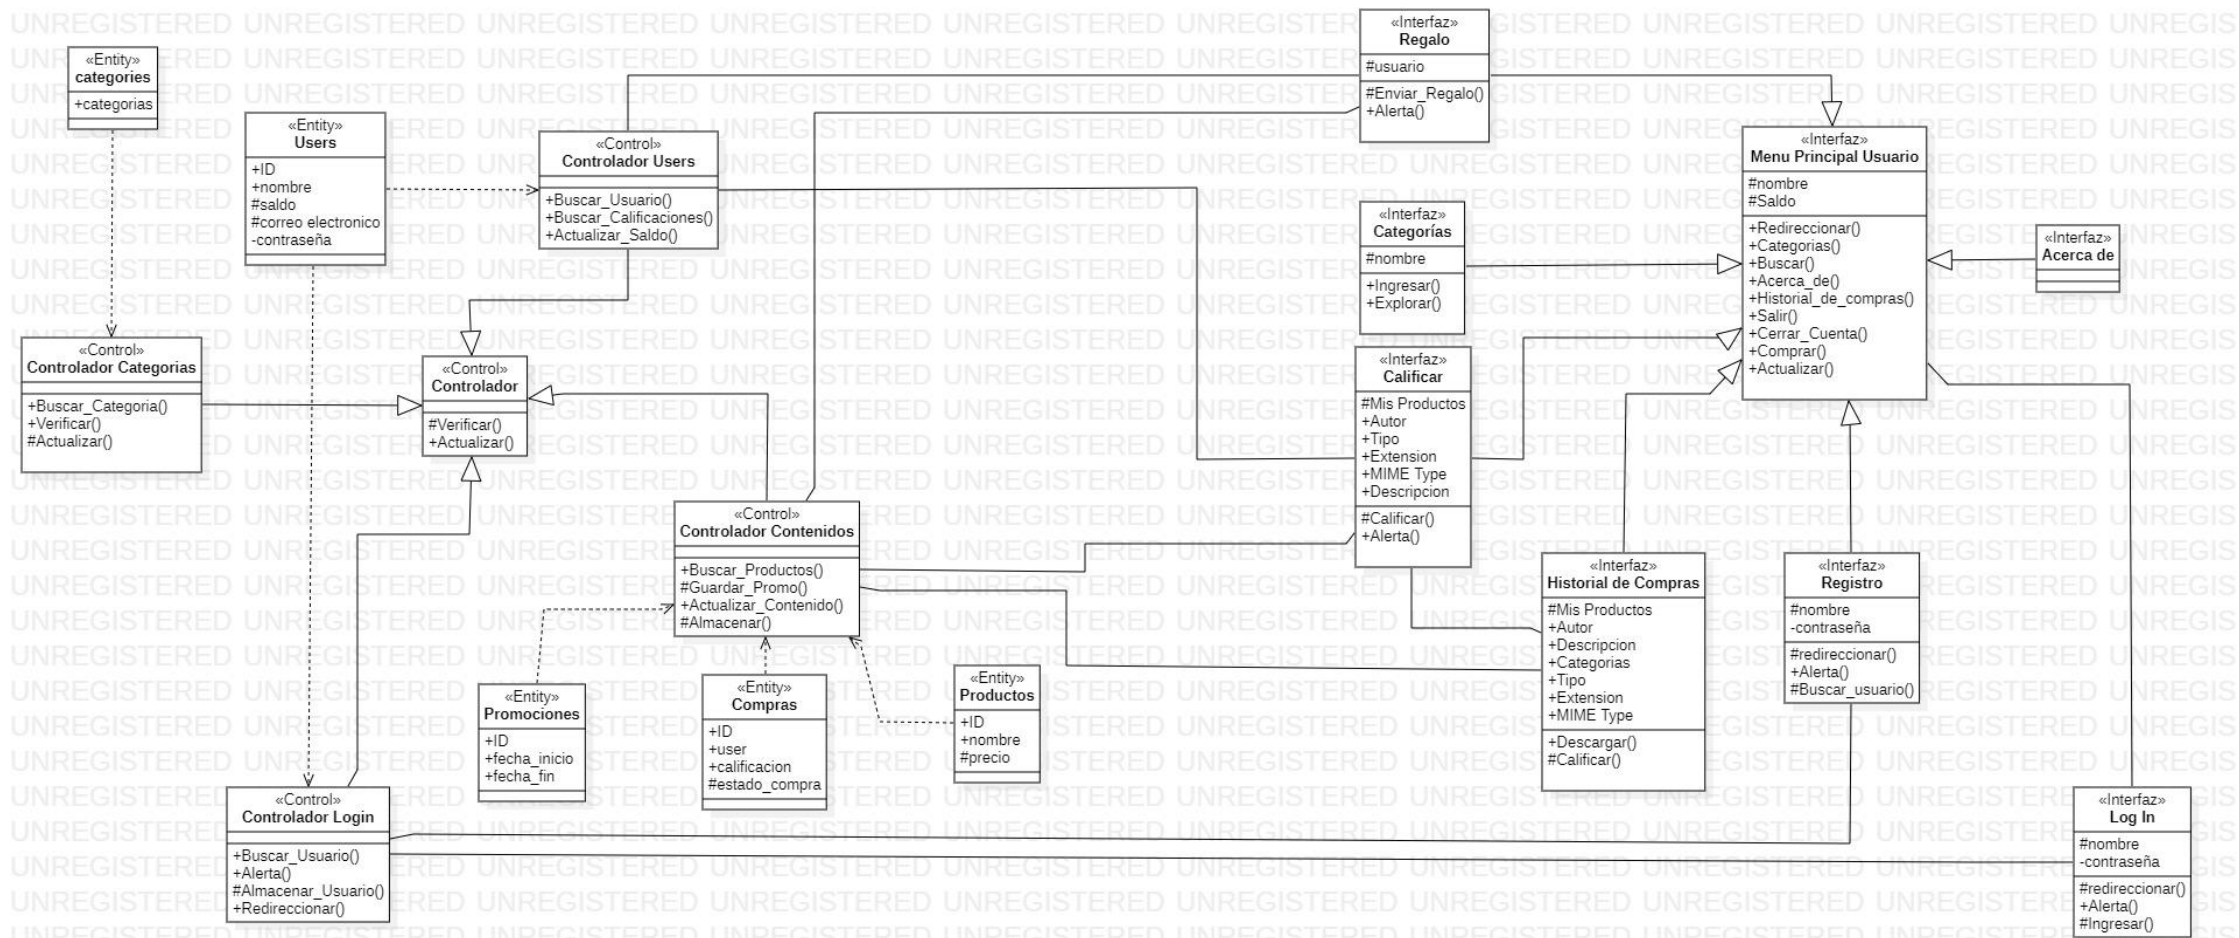 «Entity»
categories
+categorias
«Entity»
Users
+ID
+nombre
#saldo
#correo electronico
-contraseña
«Control»
Controlador Users
+Buscar_Usuario()
+Buscar_Calificaciones()
+Actualizar_Saldo()
«Interfaz»
Regalo
#usuario
#Enviar_Regalo()
+Alerta()
«Interfaz»
Menu Principal Usuario
#nombre
#Saldo
+Redireccionar()
+Categorias()
+Buscar()
+Acerca_de()
+Historial_de_compras()
+Salir()
+Cerrar_Cuenta()
+Comprar()
+Actualizar()
«Interfaz»
Categorías
#nombre
+Ingresar()
+Explorar()
«Interfaz»
Acerca de
«Control»
Controlador Categorias
+Buscar_Categoria()
+Verificar()
#Actualizar()
«Control»
Controlador
#Verificar()
+Actualizar()
«Interfaz»
Calificar
#Mis Productos
+Autor
+Tipo
+Extension
+MIME Type
+Descripcion
#Calificar()
+Alerta()
«Control»
Controlador Contenidos
+Buscar_Productos()
#Guardar_Promo()
+Actualizar_Contenido()
#Almacenar()
«Interfaz»
Historial de Compras
#Mis Productos
+Autor
+Descripcion
+Categorias
+Tipo
+Extension
+MIME Type
+Descargar()
#Calificar()
«Interfaz»
Registro
#nombre
-contraseña
#redireccionar()
+Alerta()
#Buscar_usuario()
«Entity»
Promociones
+ID
+fecha_inicio
+fecha_fin
«Entity»
Compras
+ID
+user
+calificacion
#estado_compra
«Entity»
Productos
+ID
+nombre
#precio
«Control»
Controlador Login
+Buscar_Usuario()
+Alerta()
#Almacenar_Usuario()
+Redireccionar()
«Interfaz»
Log In
#nombre
-contraseña
#redireccionar()
+Alerta()
#Ingresar()
UNREGISTERED